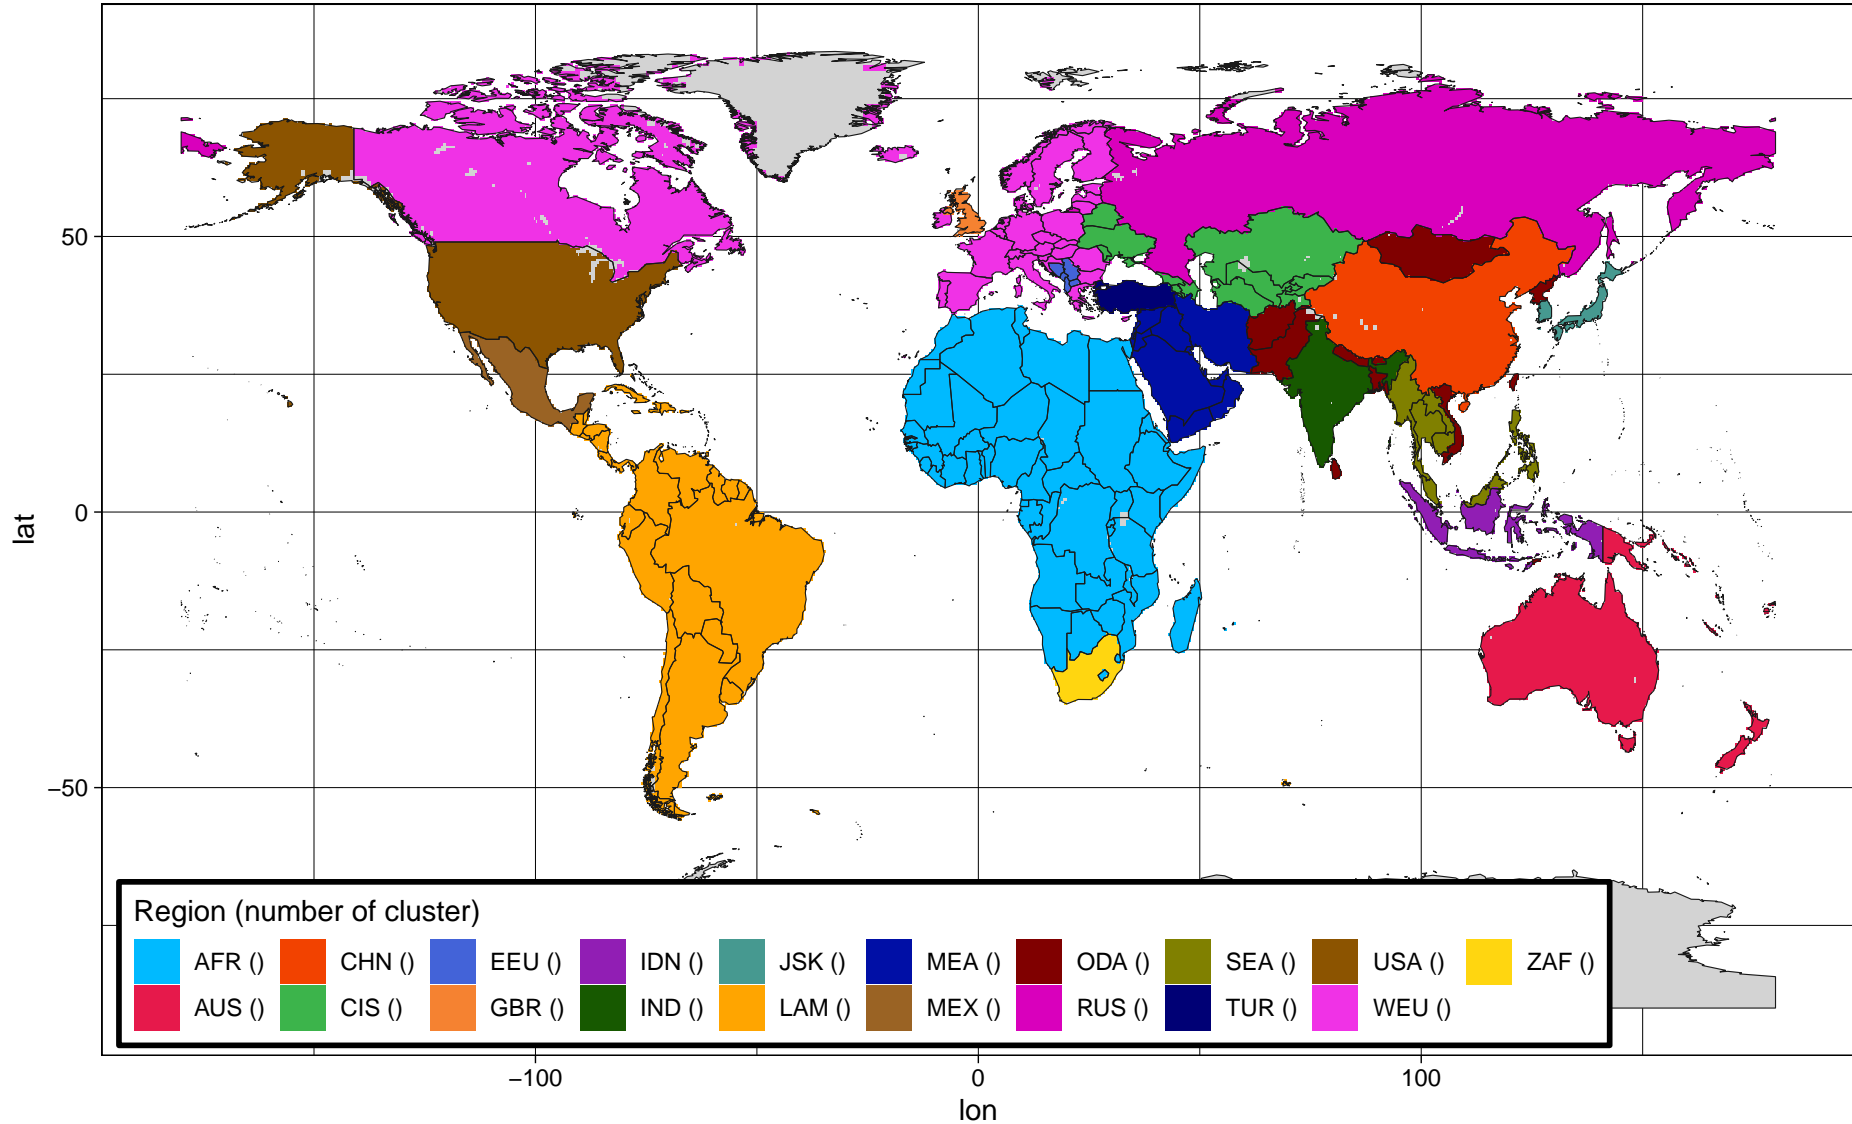 50
0
−50
lat
Region (number of cluster)
AFR () CHN () EEU () IDN () JSK () MEA () ODA () SEA () USA () ZAF ()
AUS () CIS () GBR () IND () LAM () MEX () RUS () TUR () WEU ()
−100 0 100
lon